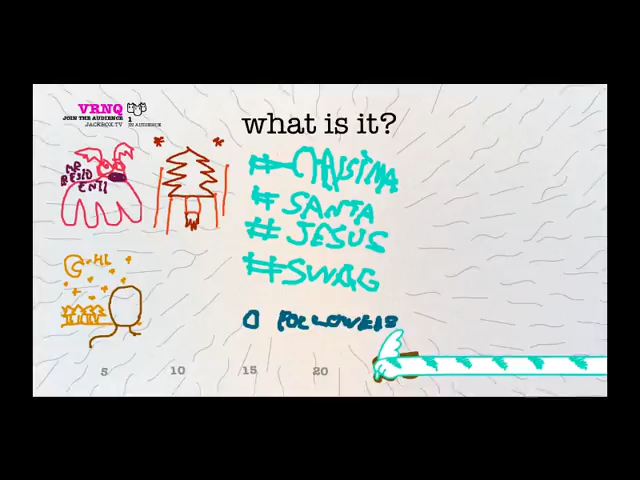 VRNQ
JOIN THE AUDIENCE
JACKBOX.TV
1
IN AUDIENCE
what is it?
#CHRISTMA
#SANTA
#JESUS
#SWAG
0 FOLLOWERS
5 10 15 20